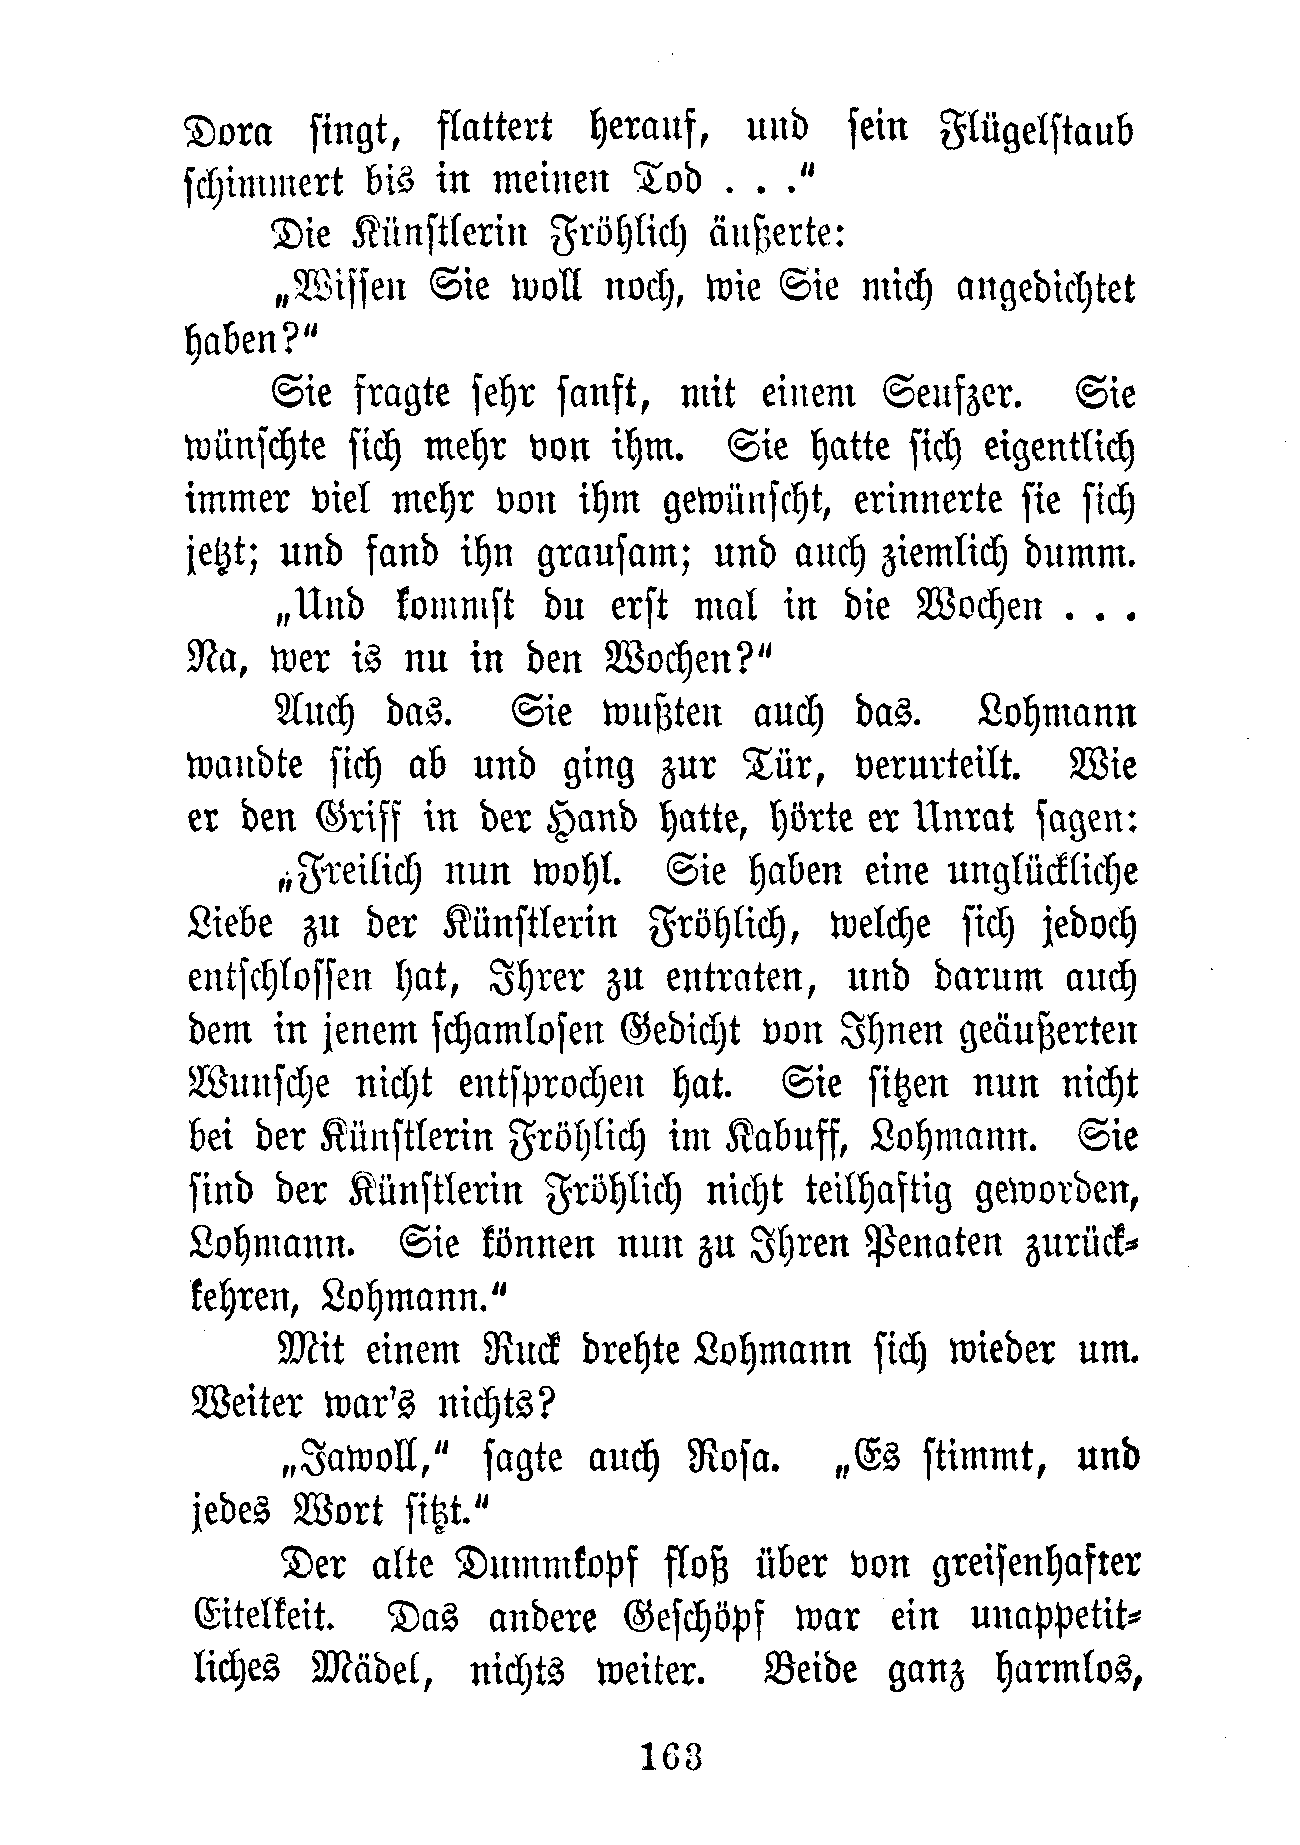 Dora singt, flattert herauf, und sein Flügelstaub
schimmert bis in meinen Tod . . .“
Die Künstlerin Fröhlich äußerte:
„Wissen Sie woll noch, wie Sie mich angedichtet
haben?“
Sie fragte sehr sanft, mit einem Seufzer. Sie
wünschte sich mehr von ihm. Sie hatte sich eigentlich
immer viel mehr von ihm gewünscht, erinnerte sie sich
jetzt; und fand ihn grausam; und auch ziemlich dumm.
„Und kommst du erst mal in die Wochen . . .
Na, wer is nu in den Wochen?“
Auch das. Sie wußten auch das. Lohmann
wandte sich ab und ging zur Tür, verurteilt. Wie
er den Griff in der Hand hatte, hörte er Unrat sagen:
„Freilich nun wohl. Sie haben eine unglückliche
Liebe zu der Künstlerin Fröhlich, welche sich jedoch
entschlossen hat, Ihrer zu entraten, und darum auch
dem in jenem schamlosen Gedicht von Ihnen geäußerten
Wunsche nicht entsprochen hat. Sie sitzen nun nicht
bei der Künstlerin Fröhlich im Kabuff, Lohmann. Sie
sind der Künstlerin Fröhlich nicht teilhaftig geworden,
Lohmann. Sie können nun zu Ihren Penaten zurück-
kehren, Lohmann.“
Mit einem Ruck drehte Lohmann sich wieder um.
Weiter war's nichts?
„Jawoll,“ sagte auch Rosa. „Es stimmt, und
jedes Wort sitzt.“
Der alte Dummkopf floß über von greisenhafter
Eitelkeit. Das andere Geschöpf war ein unappetit-
liches Mädel, nichts weiter. Beide ganz harmlos,
163